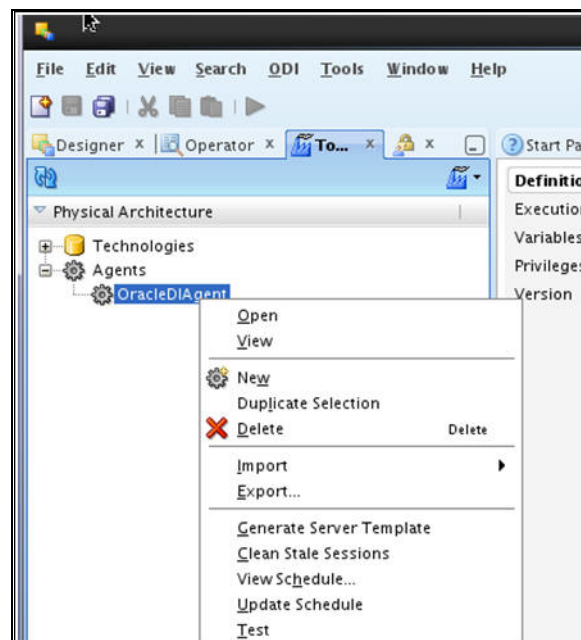 File Edit View Search ODI Tools Window Help
Designer Operator To...
Start Pa
Physical Architecture
Definitio
Technologies
Execution
Agents
Variables
OracleDIAgent
Privileges
Version
Open
View
New
Duplicate Selection
Delete Delete
Import
Export...
Generate Server Template
Clean Stale Sessions
View Schedule...
Update Schedule
Test